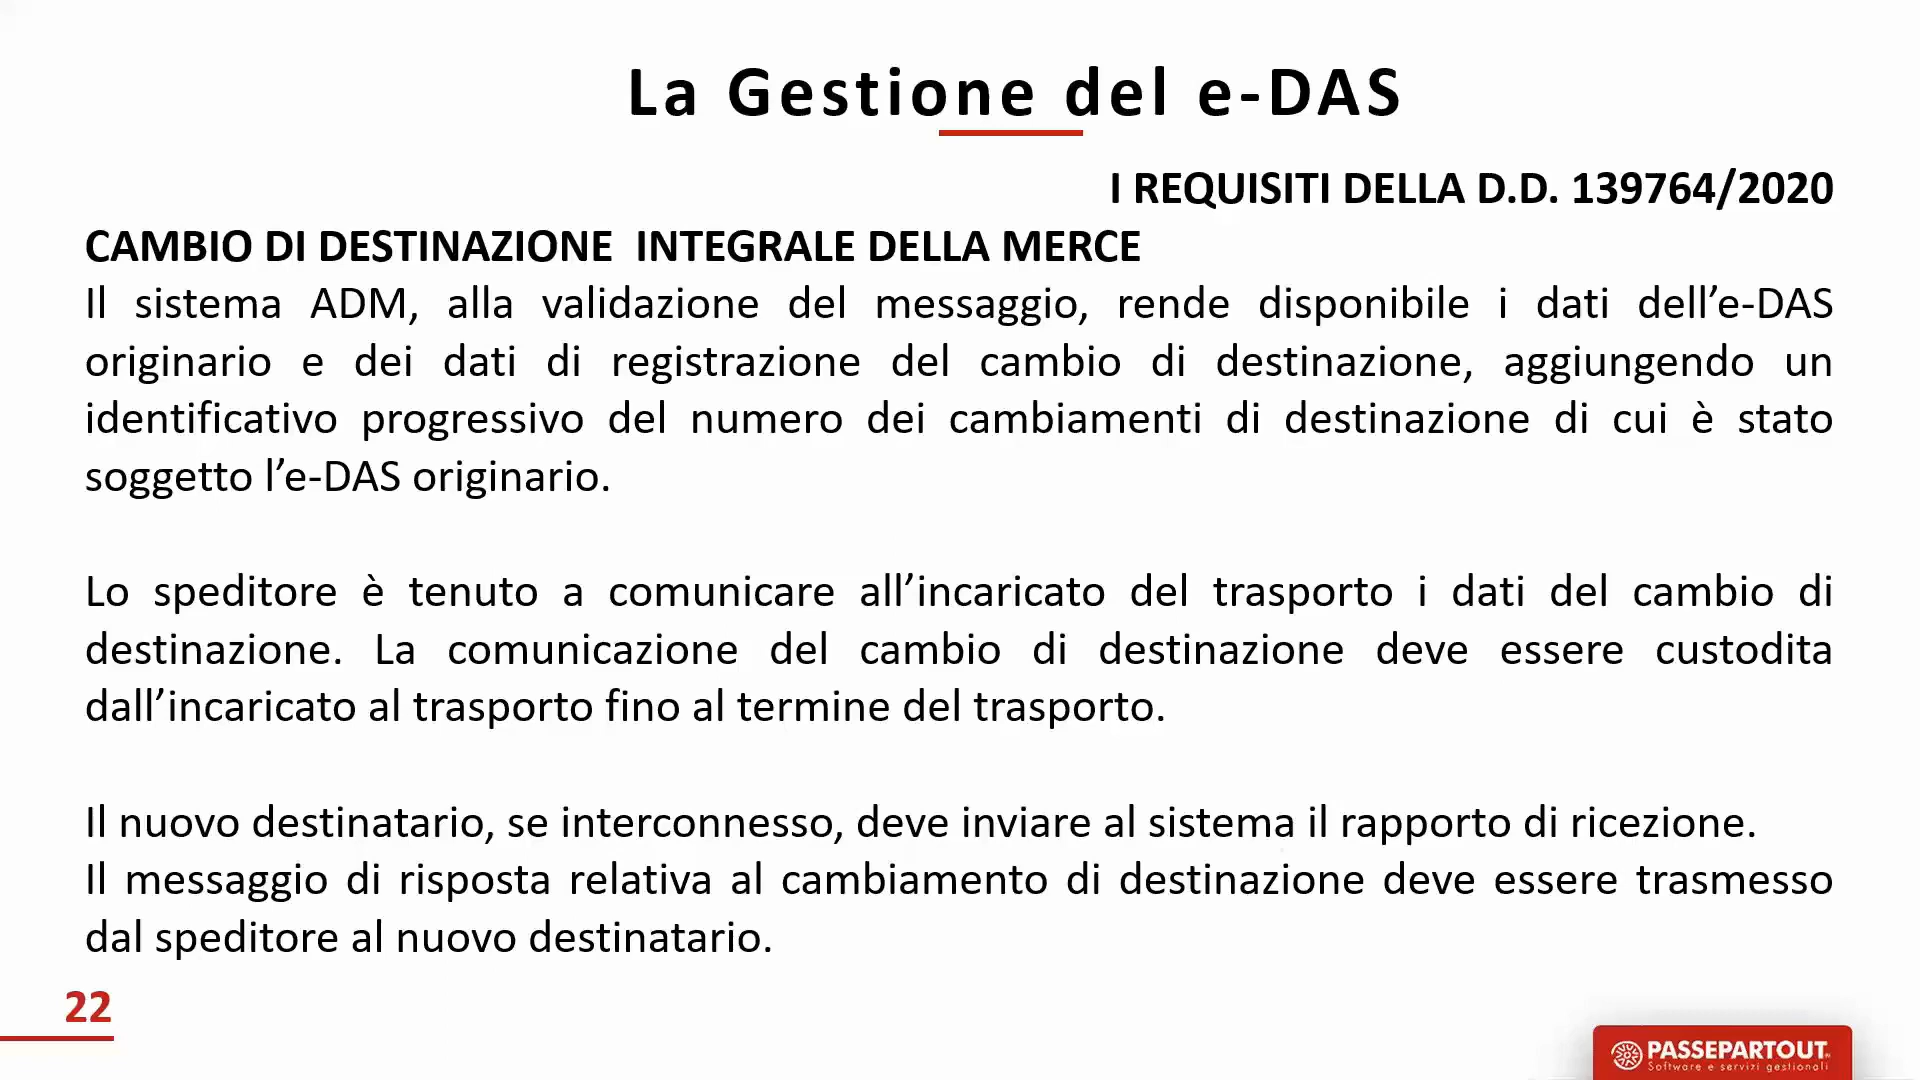 La Gestione del e-DAS
I REQUISITI DELLA D.D. 139764/2020
CAMBIO DI DESTINAZIONE INTEGRALE DELLA MERCE
Il sistema ADM, alla validazione del messaggio, rende disponibile i dati dell’e-DAS
originario e dei dati di registrazione del cambio di destinazione, aggiungendo un
identificativo progressivo del numero dei cambiamenti di destinazione di cui è stato
soggetto l’e-DAS originario.
Lo speditore è tenuto a comunicare all’incaricato del trasporto i dati del cambio di
destinazione. La comunicazione del cambio di destinazione deve essere custodita
dall’incaricato al trasporto fino al termine del trasporto.
Il nuovo destinatario, se interconnesso, deve inviare al sistema il rapporto di ricezione.
Il messaggio di risposta relativa al cambiamento di destinazione deve essere trasmesso
dal speditore al nuovo destinatario.
22
PASSEPARTOUT
Software e servizi gestionali